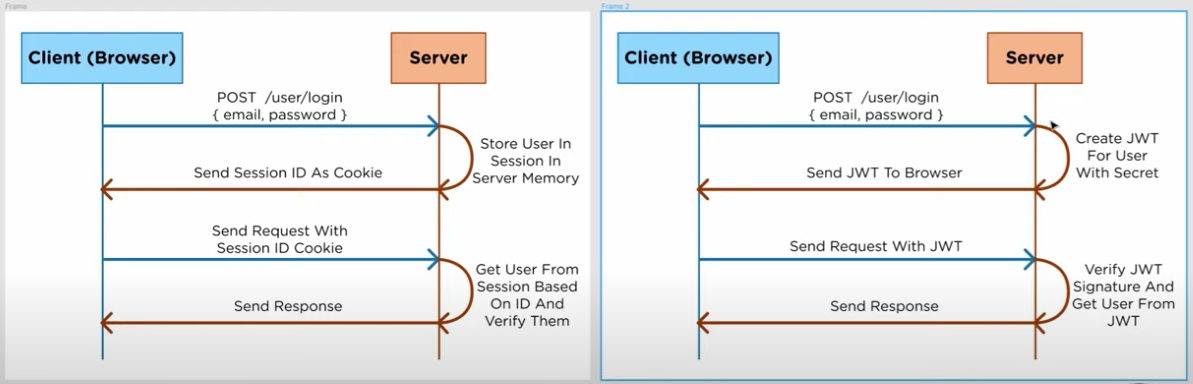 Frame
Client (Browser)
Server
POST /user/login
{ email, password }
Store User In
Session In
Server Memory
Send Session ID As Cookie
Send Request With
Session ID Cookie
Get User From
Session Based
On ID And
Verify Them
Send Response
Frame 2
Client (Browser)
Server
POST /user/login
{ email, password }
Create JWT
For User
With Secret
Send JWT To Browser
Send Request With JWT
Verify JWT
Signature And
Get User From
JWT
Send Response